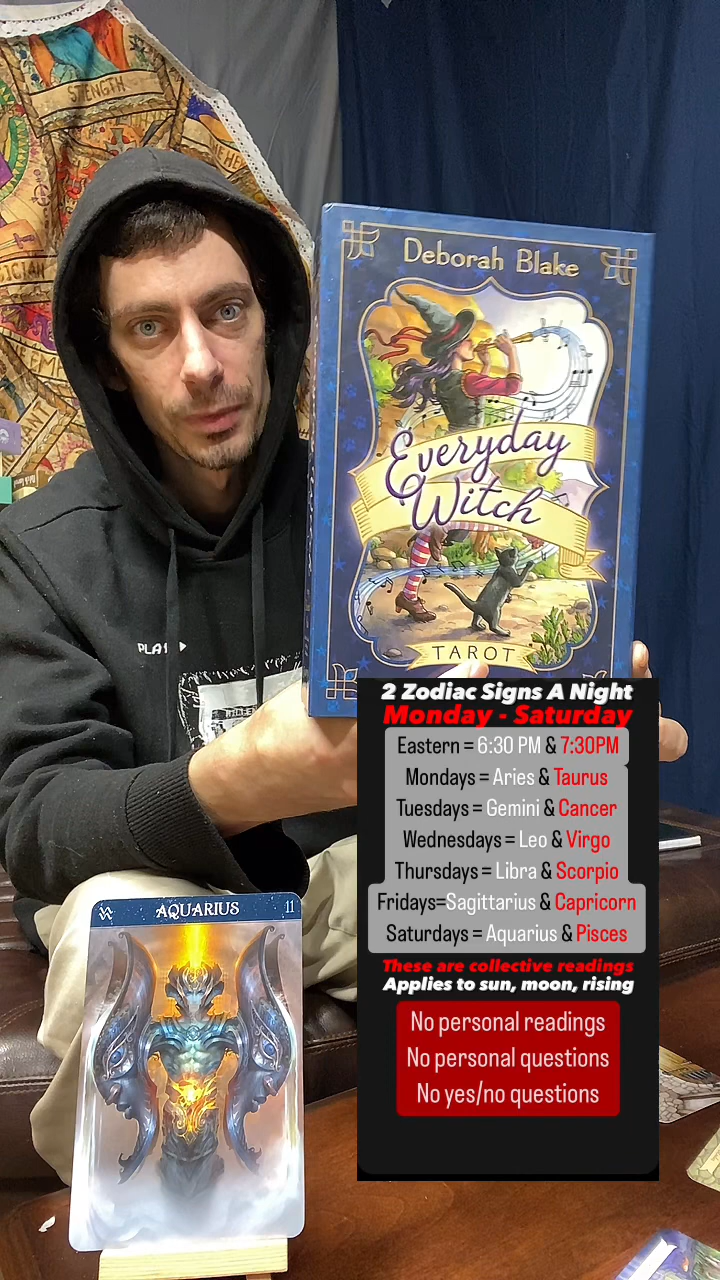 STRENGTH
Deborah Blake
Everyday
Witch
TAROT
PLAY
2 Zodiac Signs A Night
Monday - Saturday
Eastern = 6:30 PM & 7:30PM
Mondays = Aries & Taurus
Tuesdays = Gemini & Cancer
Wednesdays = Leo & Virgo
Thursdays = Libra & Scorpio
Fridays=Sagittarius & Capricorn
Saturdays = Aquarius & Pisces
These are collective readings
Applies to sun, moon, rising
No personal readings
No personal questions
No yes/no questions
AQUARIUS 11